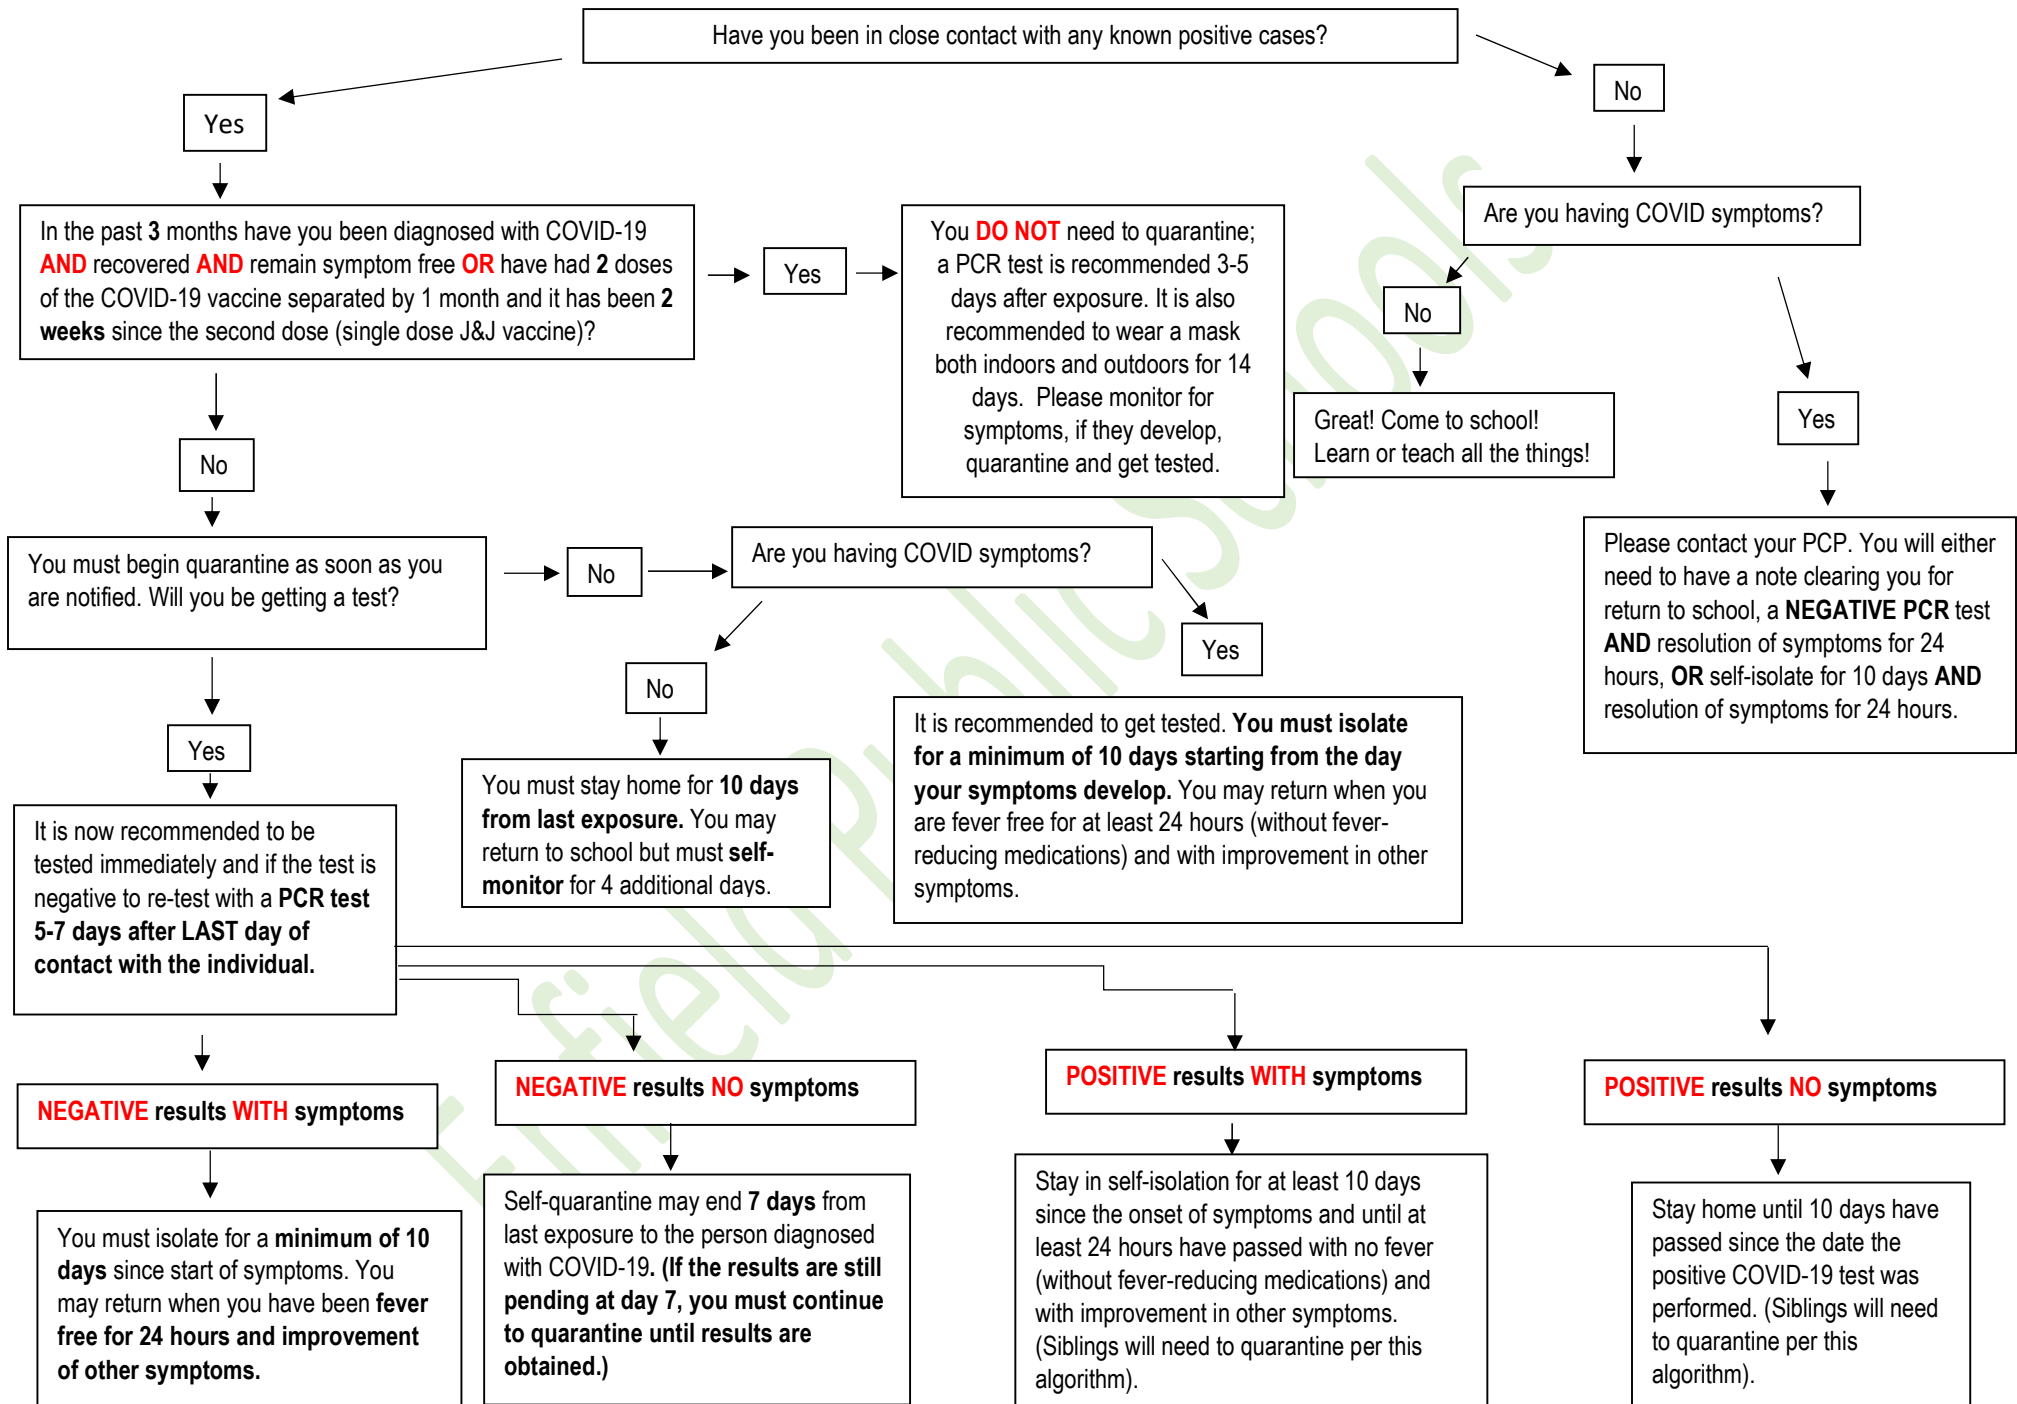 Have you been in close contact with any known positive cases?
Yes
No
In the past 3 months have you been diagnosed with COVID-19
AND recovered AND remain symptom free OR have had 2 doses
of the COVID-19 vaccine separated by 1 month and it has been 2
weeks since the second dose (single dose J&J vaccine)?
Yes
You DO NOT need to quarantine;
a PCR test is recommended 3-5
days after exposure. It is also
recommended to wear a mask
both indoors and outdoors for 14
days. Please monitor for
symptoms, if they develop,
quarantine and get tested.
Are you having COVID symptoms?
No
Great! Come to school!
Learn or teach all the things!
Yes
Please contact your PCP. You will either
need to have a note clearing you for
return to school, a NEGATIVE PCR test
AND resolution of symptoms for 24
hours, OR self-isolate for 10 days AND
resolution of symptoms for 24 hours.
No
You must begin quarantine as soon as you
are notified. Will you be getting a test?
No
Are you having COVID symptoms?
No
Yes
You must stay home for 10 days
from last exposure. You may
return to school but must self-
monitor for 4 additional days.
It is recommended to get tested. You must isolate
for a minimum of 10 days starting from the day
your symptoms develop. You may return when you
are fever free for at least 24 hours (without fever-
reducing medications) and with improvement in other
symptoms.
Yes
It is now recommended to be
tested immediately and if the test is
negative to re-test with a PCR test
5-7 days after LAST day of
contact with the individual.
NEGATIVE results WITH symptoms
You must isolate for a minimum of 10
days since start of symptoms. You
may return when you have been fever
free for 24 hours and improvement
of other symptoms.
NEGATIVE results NO symptoms
Self-quarantine may end 7 days from
last exposure to the person diagnosed
with COVID-19. (If the results are still
pending at day 7, you must continue
to quarantine until results are
obtained.)
POSITIVE results WITH symptoms
Stay in self-isolation for at least 10 days
since the onset of symptoms and until at
least 24 hours have passed with no fever
(without fever-reducing medications) and
with improvement in other symptoms.
(Siblings will need to quarantine per this
algorithm).
POSITIVE results NO symptoms
Stay home until 10 days have
passed since the date the
positive COVID-19 test was
performed. (Siblings will need
to quarantine per this
algorithm).
Enfield Public Schools